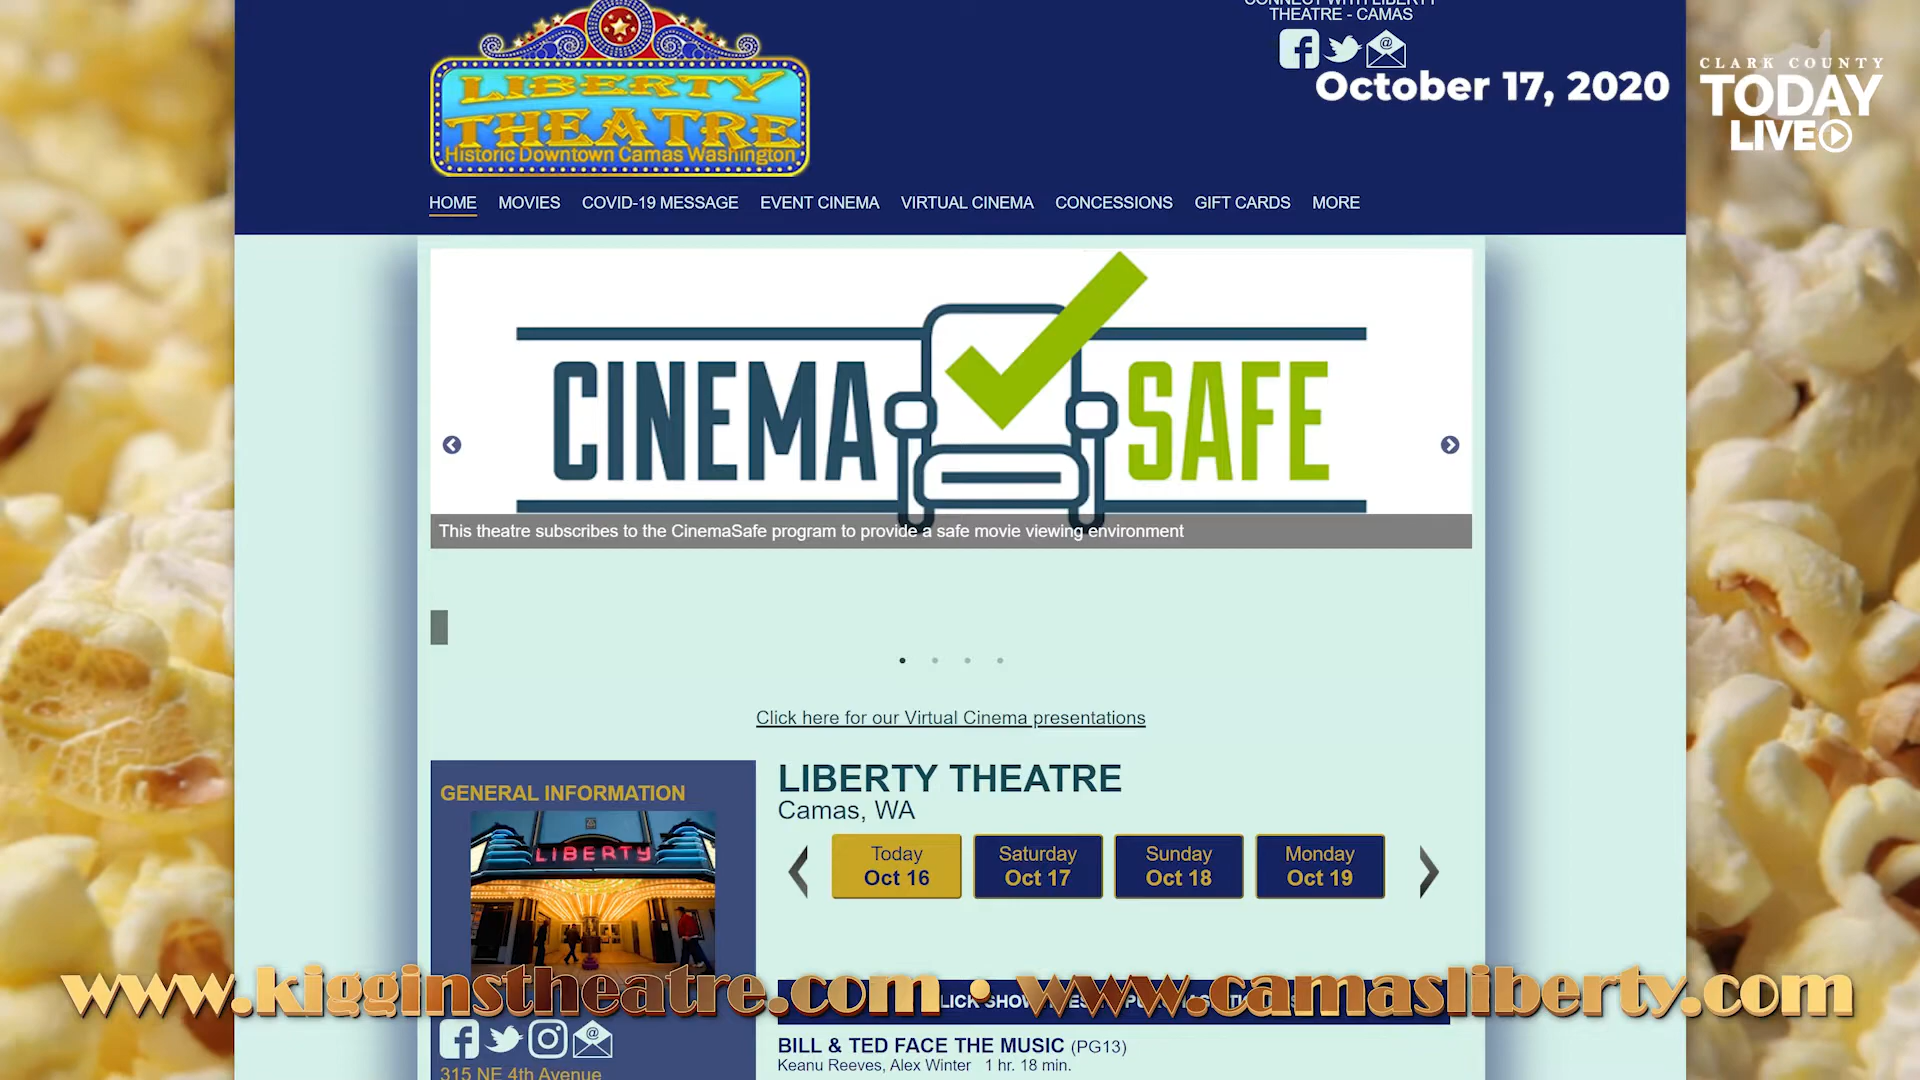 CONNECT WITH LIBERTY
THEATRE - CAMAS
LIBERTY
THEATRE
Historic Downtown Camas Washington
October 17, 2020
CLARK COUNTY
TODAY
LIVE
HOME MOVIES COVID-19 MESSAGE EVENT CINEMA VIRTUAL CINEMA CONCESSIONS GIFT CARDS MORE
CINEMA SAFE
This theatre subscribes to the CinemaSafe program to provide a safe movie viewing environment
Click here for our Virtual Cinema presentations
GENERAL INFORMATION
LIBERTY
LIBERTY THEATRE
Camas, WA
Today
Oct 16
Saturday
Oct 17
Sunday
Oct 18
Monday
Oct 19
www.kigginstheatre.com • www.camasliberty.com
BILL & TED FACE THE MUSIC (PG13)
Keanu Reeves, Alex Winter 1 hr. 18 min.
315 NE 4th Avenue